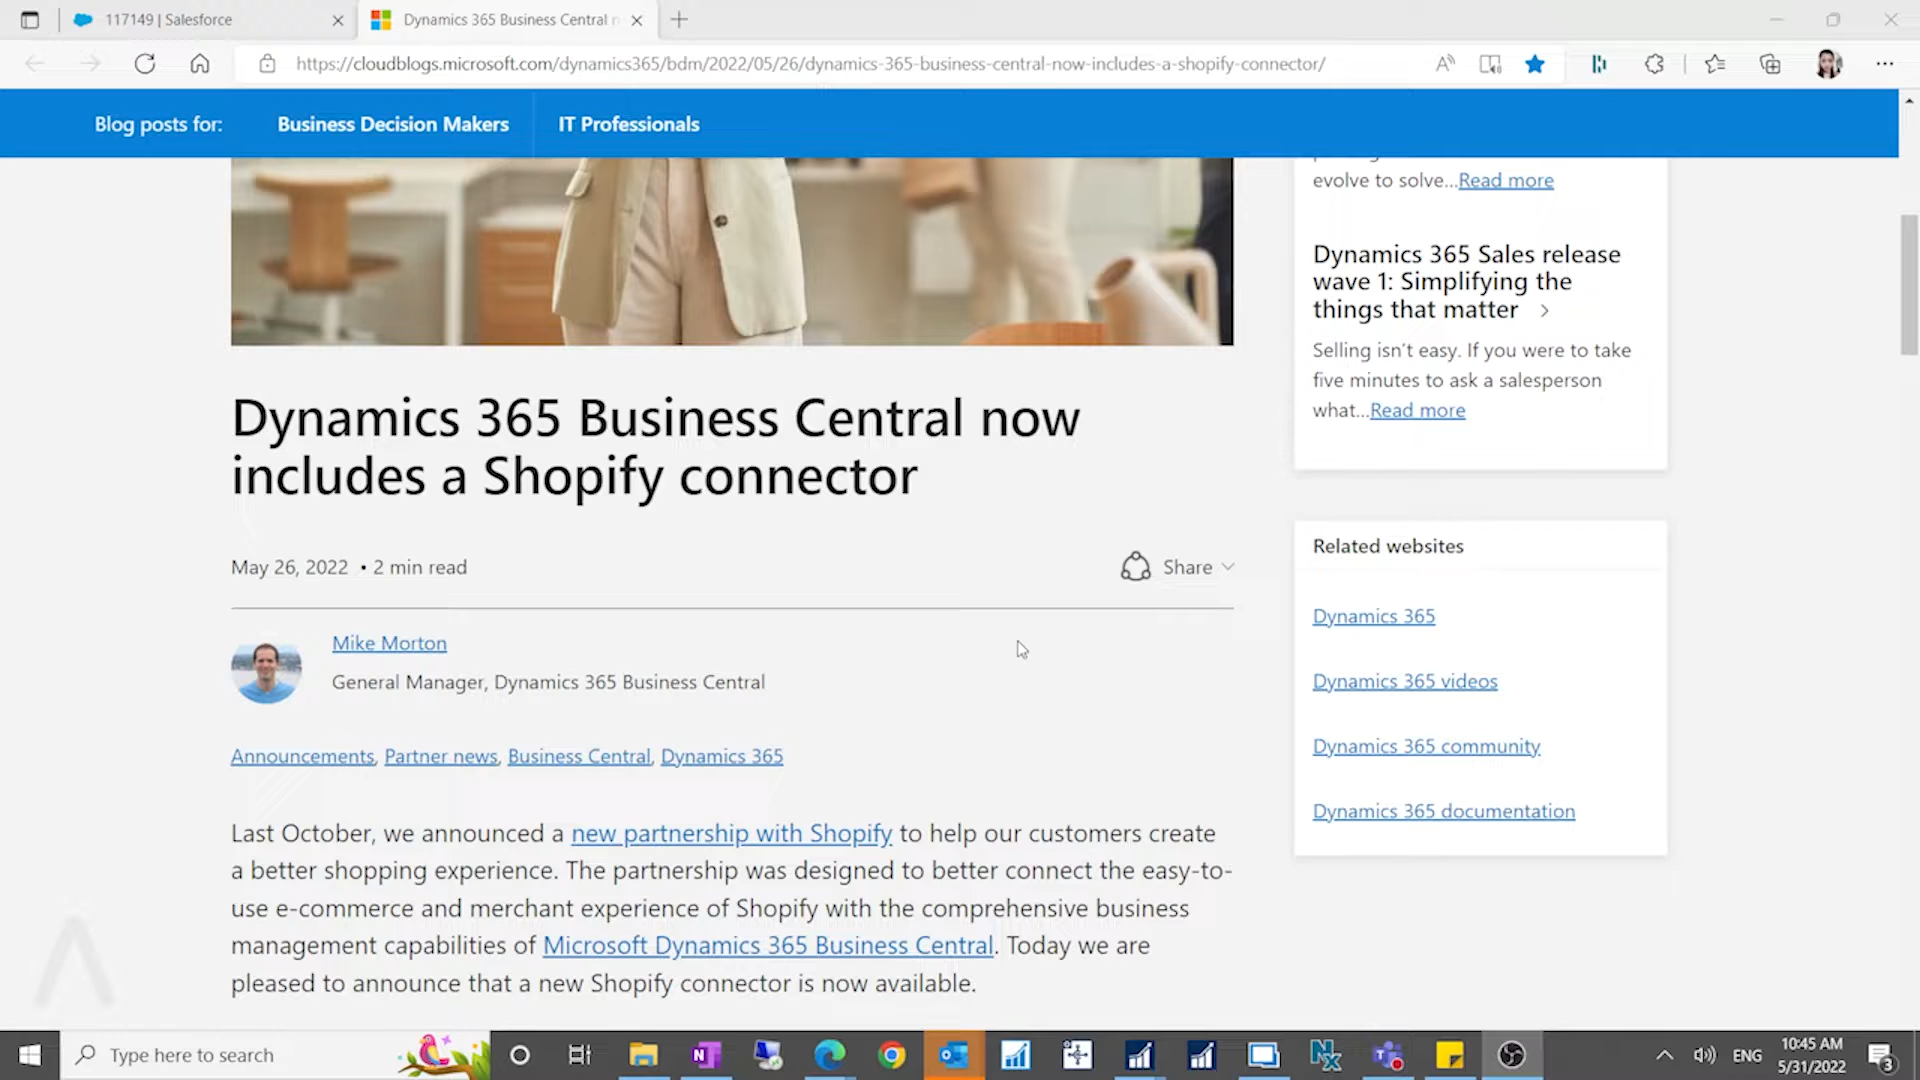 117149 | Salesforce
Dynamics 365 Business Central n
https://cloudblogs.microsoft.com/dynamics365/bdm/2022/05/26/dynamics-365-business-central-now-includes-a-shopify-connector/
Blog posts for:
Business Decision Makers
IT Professionals
evolve to solve...Read more
Dynamics 365 Sales release
wave 1: Simplifying the
things that matter
Selling isn't easy. If you were to take
five minutes to ask a salesperson
what...Read more
Dynamics 365 Business Central now
includes a Shopify connector
May 26, 2022 • 2 min read
Share
Mike Morton
General Manager, Dynamics 365 Business Central
Announcements, Partner news, Business Central, Dynamics 365
Last October, we announced a new partnership with Shopify to help our customers create
a better shopping experience. The partnership was designed to better connect the easy-to-
use e-commerce and merchant experience of Shopify with the comprehensive business
management capabilities of Microsoft Dynamics 365 Business Central. Today we are
pleased to announce that a new Shopify connector is now available.
Related websites
Dynamics 365
Dynamics 365 videos
Dynamics 365 community
Dynamics 365 documentation
Type here to search
ENG
10:45 AM
5/31/2022
3